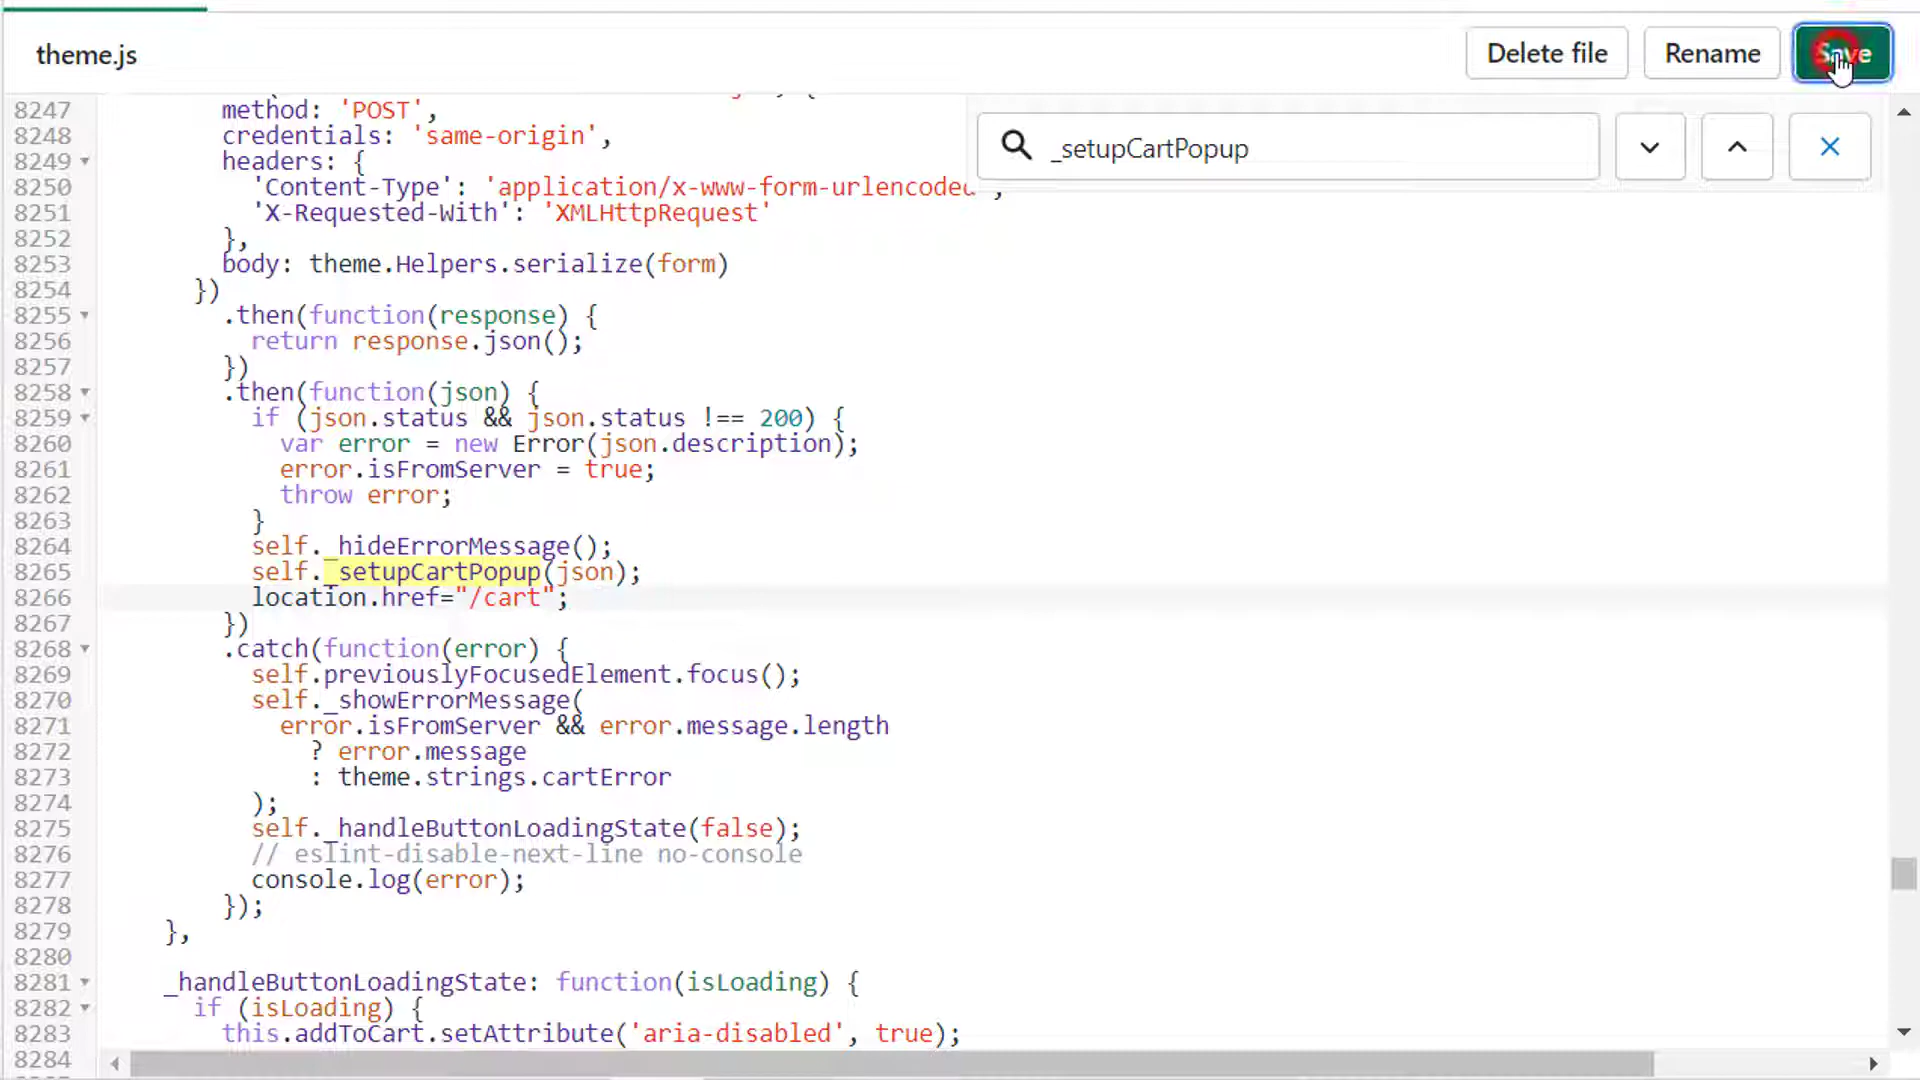 theme.js
Delete file
Rename
Save
_setupCartPopup
8247 method: 'POST',
8248 credentials: 'same-origin',
8249 headers: {
8250 'Content-Type': 'application/x-www-form-urlencoded',
8251 'X-Requested-With': 'XMLHttpRequest'
8252 },
8253 body: theme.Helpers.serialize(form)
8254 })
8255 .then(function(response) {
8256 return response.json();
8257 })
8258 .then(function(json) {
8259 if (json.status && json.status !== 200) {
8260 var error = new Error(json.description);
8261 error.isFromServer = true;
8262 throw error;
8263 }
8264 self._hideErrorMessage();
8265 self._setupCartPopup(json);
8266 location.href="/cart";
8267 })
8268 .catch(function(error) {
8269 self.previouslyFocusedElement.focus();
8270 self._showErrorMessage(
8271 error.isFromServer && error.message.length
8272 ? error.message
8273 : theme.strings.cartError
8274 );
8275 self._handleButtonLoadingState(false);
8276 // eslint-disable-next-line no-console
8277 console.log(error);
8278 });
8279 },
8280
8281 _handleButtonLoadingState: function(isLoading) {
8282 if (isLoading) {
8283 this.addToCart.setAttribute('aria-disabled', true);
8284